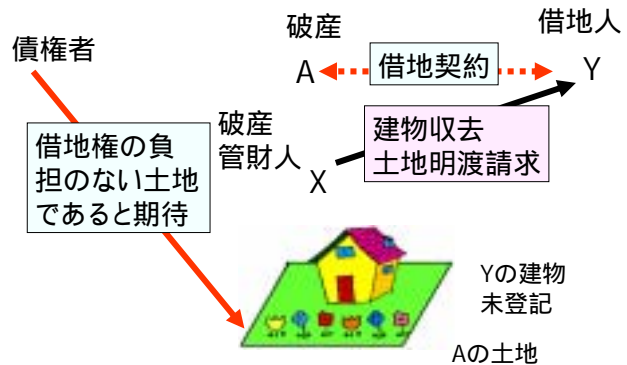 債権者
破産
A
借地契約
借地人
Y
借地権の負
担のない土地
であると期待
破産
管財人
X
建物収去
土地明渡請求
Yの建物
未登記
Aの土地